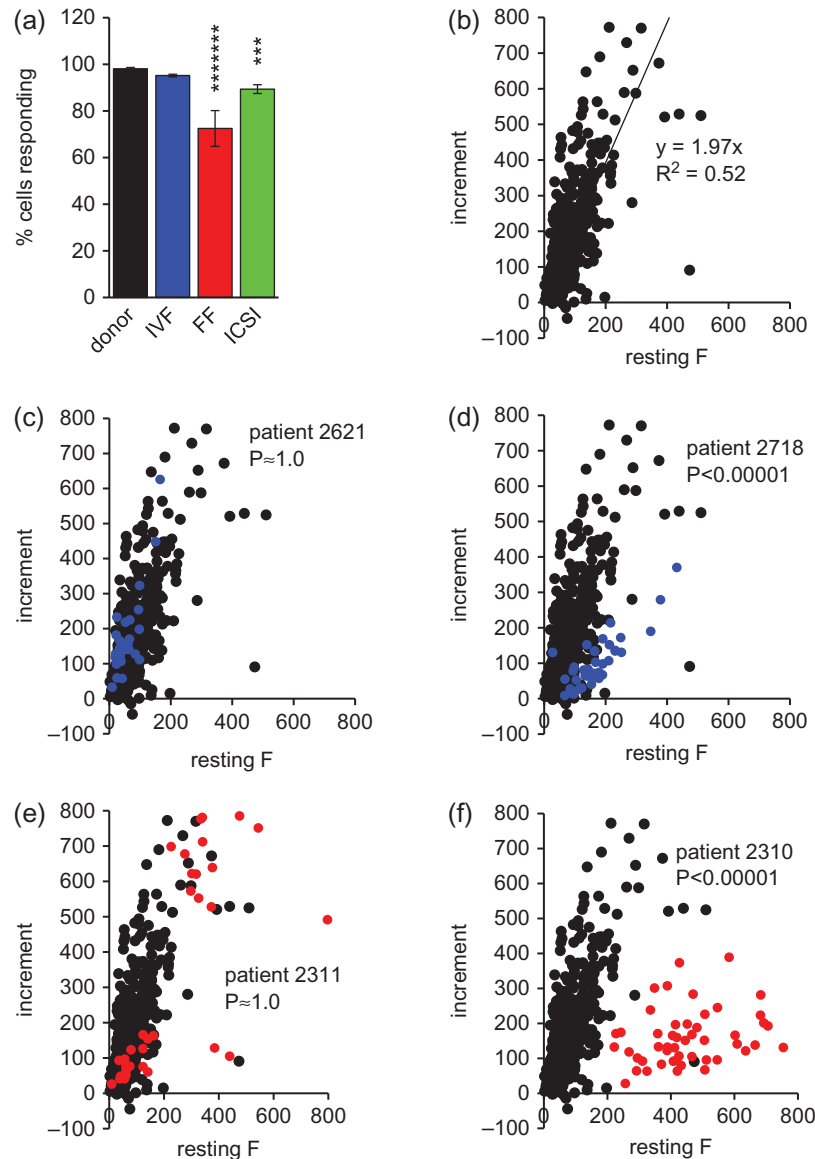 (a)
120
100
80
60
40
20
0
% cells responding
*******
***
donor
IVF
FF
ICSI
(b)
800
700
600
500
400
300
200
100
0
–100
increment
y = 1.97x
R² = 0.52
0 200 400 600 800
resting F
(c)
800
700
600
500
400
300
200
100
0
–100
increment
patient 2621
P≈1.0
0 200 400 600 800
resting F
(d)
800
700
600
500
400
300
200
100
0
–100
increment
patient 2718
P<0.00001
0 200 400 600 800
resting F
(e)
800
700
600
500
400
300
200
100
0
–100
increment
patient 2311
P≈1.0
0 200 400 600 800
resting F
(f)
800
700
600
500
400
300
200
100
0
–100
increment
patient 2310
P<0.00001
0 200 400 600 800
resting F